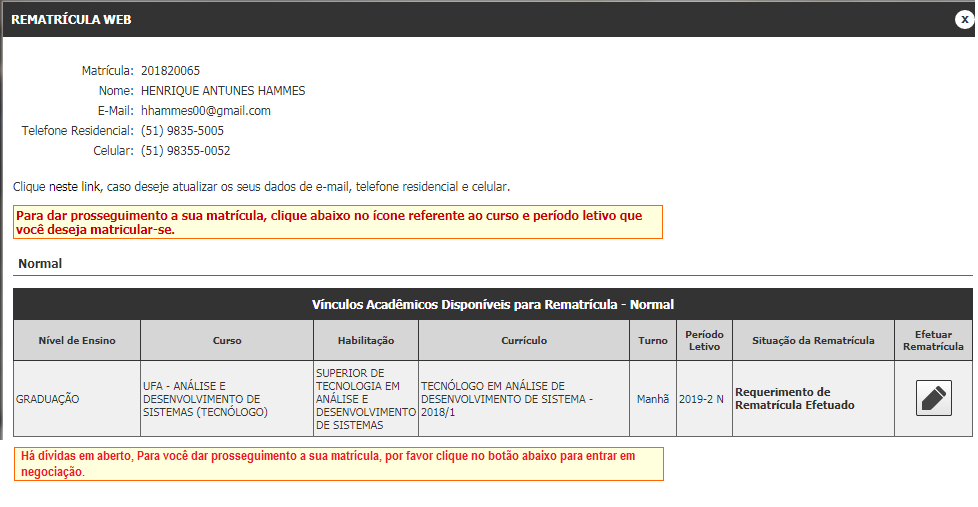 REMATRÍCULA WEB
x
Matrícula: 201820065
Nome: HENRIQUE ANTUNES HAMMES
E-Mail: hhammes00@gmail.com
Telefone Residencial: (51) 9835-5005
Celular: (51) 98355-0052
Clique neste link, caso deseje atualizar os seus dados de e-mail, telefone residencial e celular.
Para dar prosseguimento a sua matrícula, clique abaixo no ícone referente ao curso e período letivo que
você deseja matricular-se.
Normal
Vínculos Acadêmicos Disponíveis para Rematrícula - Normal
Nível de Ensino
Curso
Habilitação
Currículo
Turno
Período
Letivo
Situação da Rematrícula
Efetuar
Rematrícula
GRADUAÇÃO
UFA - ANÁLISE E
DESENVOLVIMENTO DE
SISTEMAS (TECNÓLOGO)
SUPERIOR DE
TECNOLOGIA EM
ANÁLISE E
DESENVOLVIMENTO
DE SISTEMAS
TECNÓLOGO EM ANÁLISE DE
DESENVOLVIMENTO DE SISTEMA -
2018/1
Manhã
2019-2 N
Requerimento de
Rematrícula Efetuado
Há dívidas em aberto, Para você dar prosseguimento a sua matrícula, por favor clique no botão abaixo para entrar em
negociação.